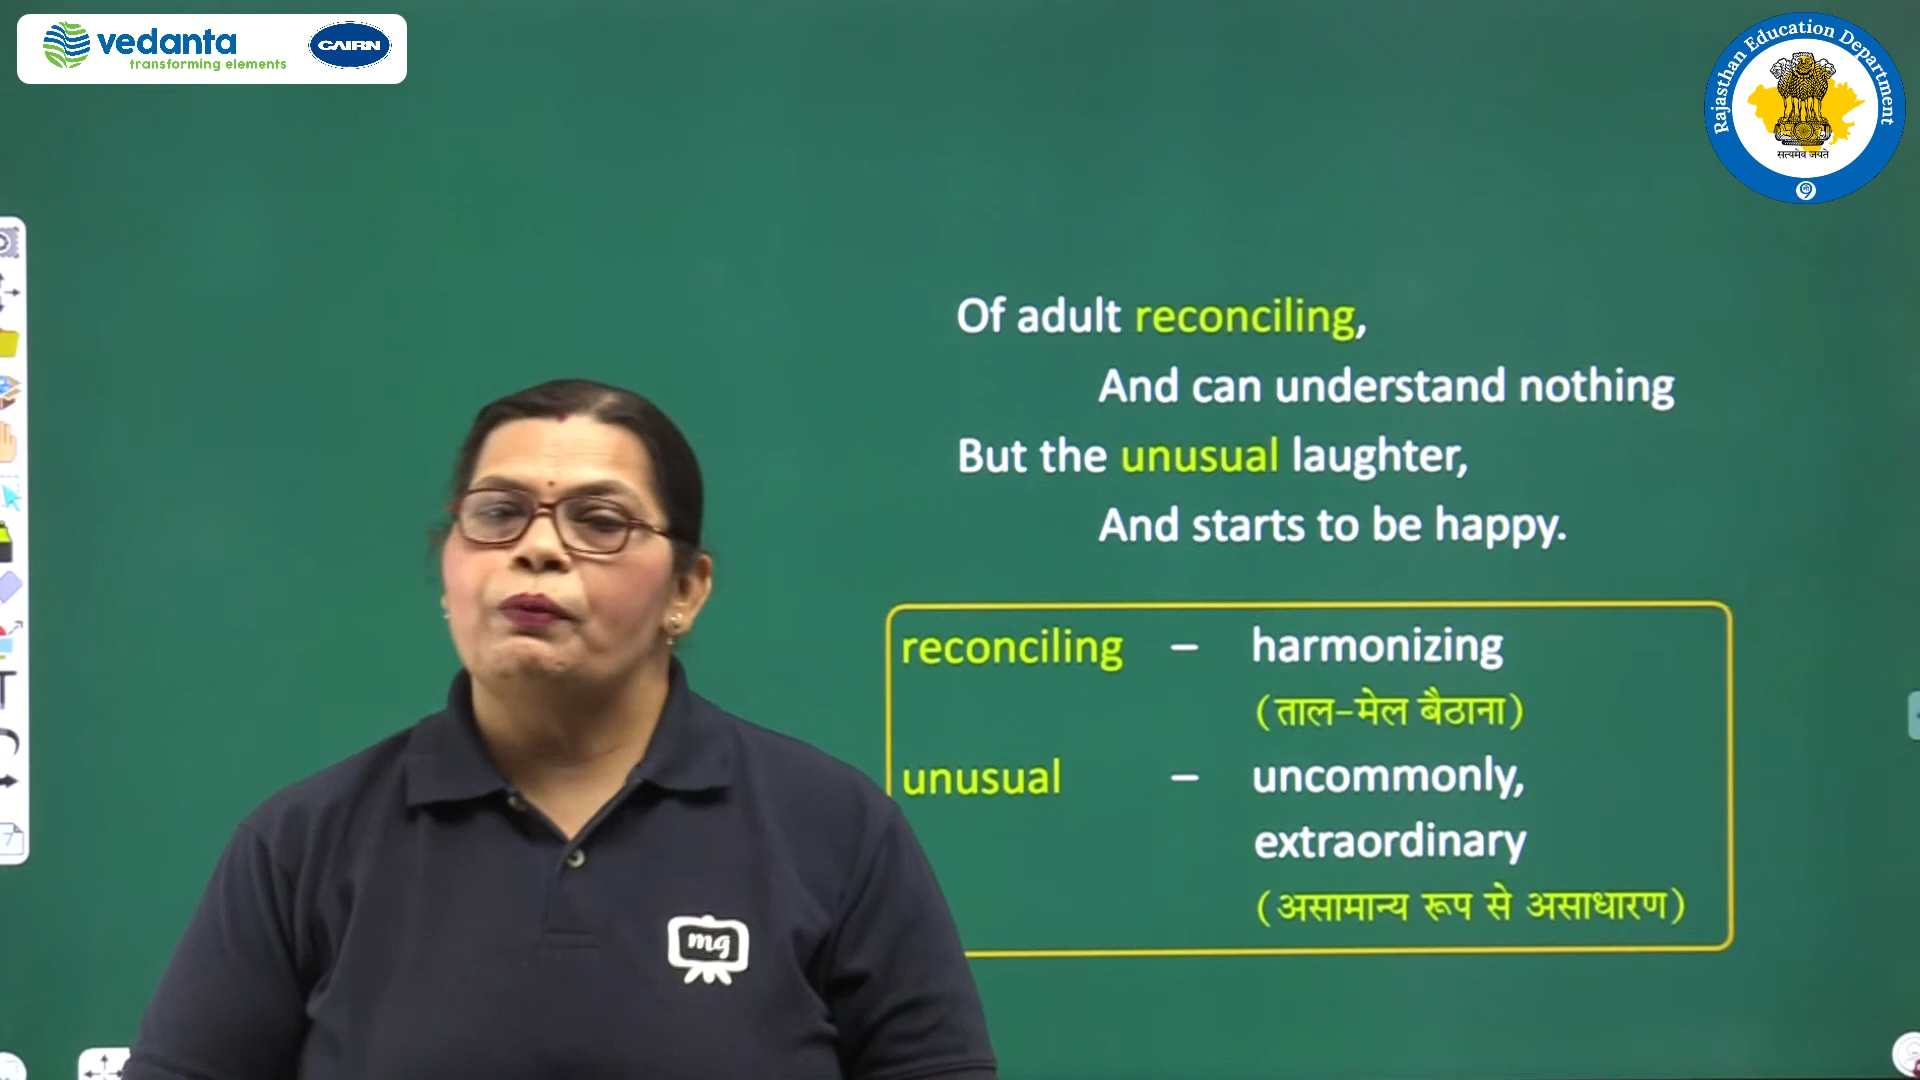 vedanta
transforming elements
CAIRN
Rajasthan Education Department
सत्यमेव जयते
Of adult reconciling,
And can understand nothing
But the unusual laughter,
And starts to be happy.
reconciling – harmonizing
(ताल-मेल बैठाना)
unusual – uncommonly,
extraordinary
(असामान्य रूप से असाधारण)
mg
T
7